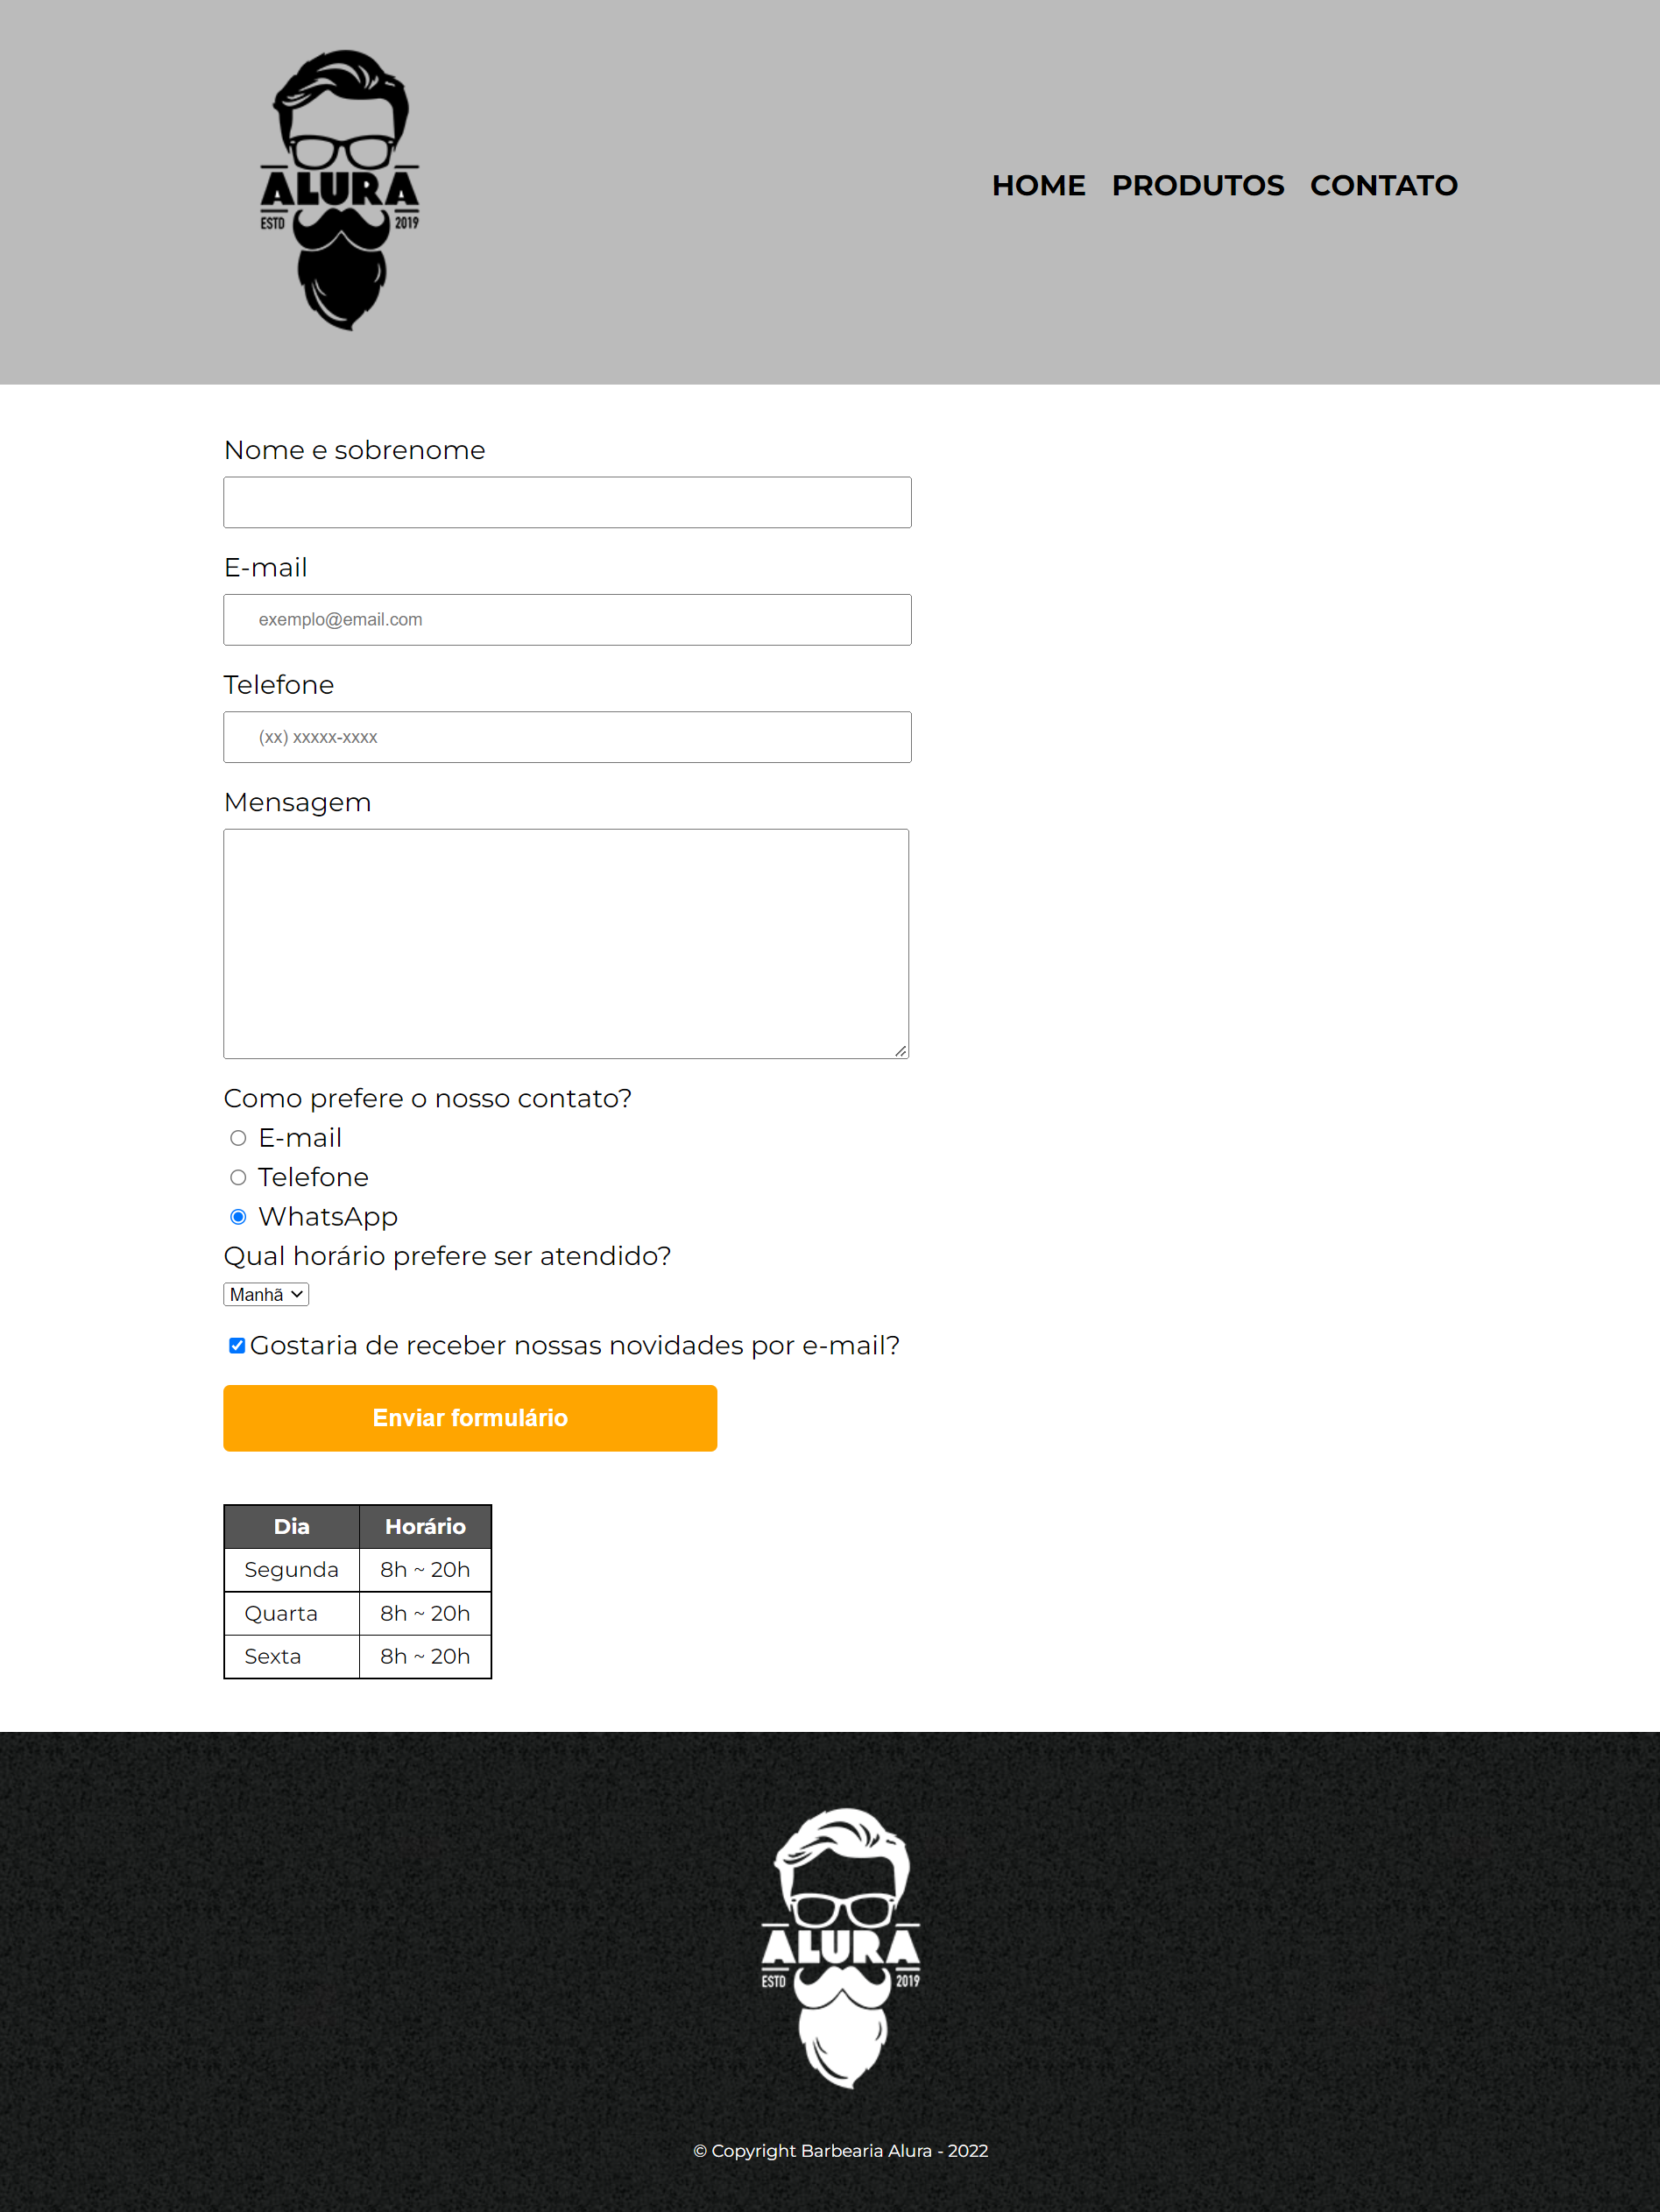 ALURA
ESTD 2019
HOME PRODUTOS CONTATO
Nome e sobrenome
E-mail
exemplo@email.com
Telefone
(xx) xxxxx-xxxx
Mensagem
Como prefere o nosso contato?
E-mail
Telefone
WhatsApp
Qual horário prefere ser atendido?
Manhã
Gostaria de receber nossas novidades por e-mail?
Enviar formulário
Dia Horário
Segunda 8h ~ 20h
Quarta 8h ~ 20h
Sexta 8h ~ 20h
ALURA
ESTD 2019
© Copyright Barbearia Alura - 2022